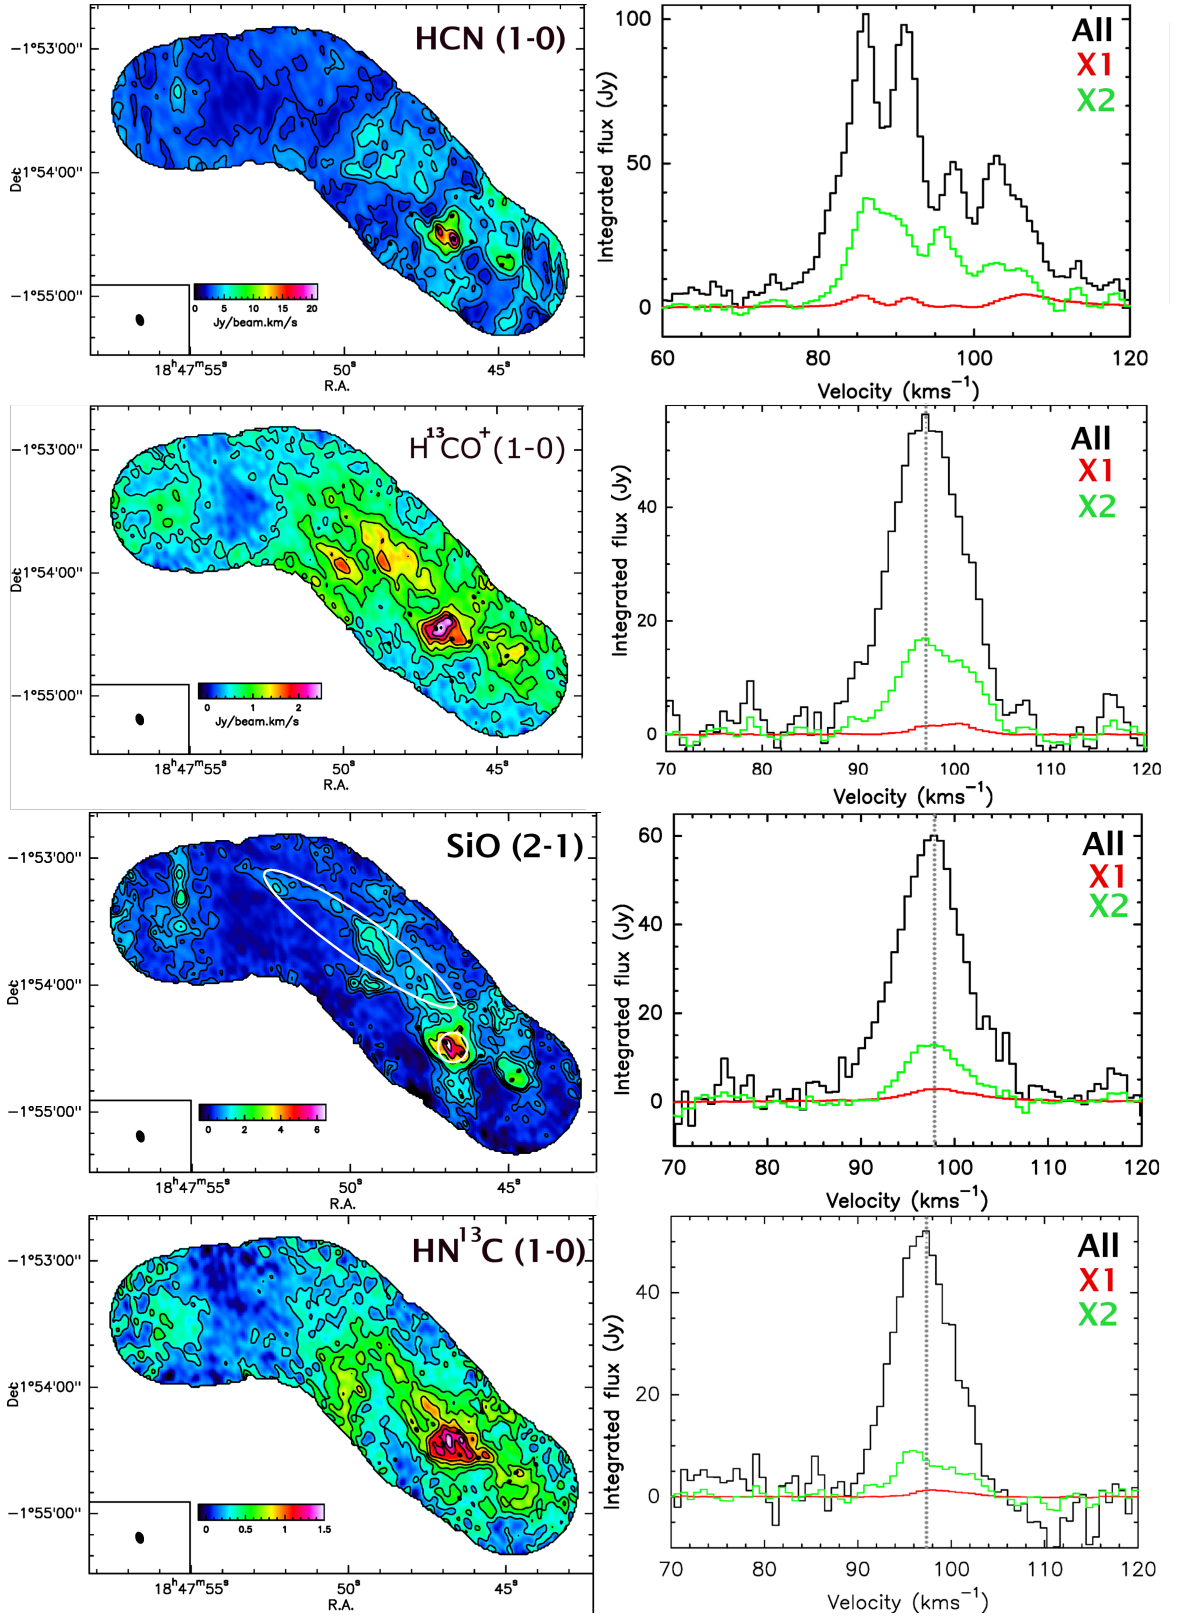 HCN (1-0)
−1°53'00''
−1°54'00''
−1°55'00''
Dec
0 5 10 15 20
Jy/beam.km/s
18ʰ47ᵐ55ˢ 50ˢ 45ˢ
R.A.
All
X1
X2
100
50
0
Integrated flux (Jy)
60 80 100 120
Velocity (kms⁻¹)
H¹³CO⁺(1-0)
−1°53'00''
−1°54'00''
−1°55'00''
Dec
0 1 2
Jy/beam.km/s
18ʰ47ᵐ55ˢ 50ˢ 45ˢ
R.A.
All
X1
X2
40
20
0
Integrated flux (Jy)
70 80 90 100 110 120
Velocity (kms⁻¹)
SiO (2-1)
−1°53'00''
−1°54'00''
−1°55'00''
Dec
0 2 4 6
18ʰ47ᵐ55ˢ 50ˢ 45ˢ
R.A.
All
X1
X2
60
40
20
0
Integrated flux (Jy)
70 80 90 100 110 120
Velocity (kms⁻¹)
HN¹³C (1-0)
−1°53'00''
−1°54'00''
−1°55'00''
Dec
0 0.5 1 1.5
18ʰ47ᵐ55ˢ 50ˢ 45ˢ
R.A.
All
X1
X2
40
20
0
Integrated flux (Jy)
70 80 90 100 110 120
Velocity (kms⁻¹)